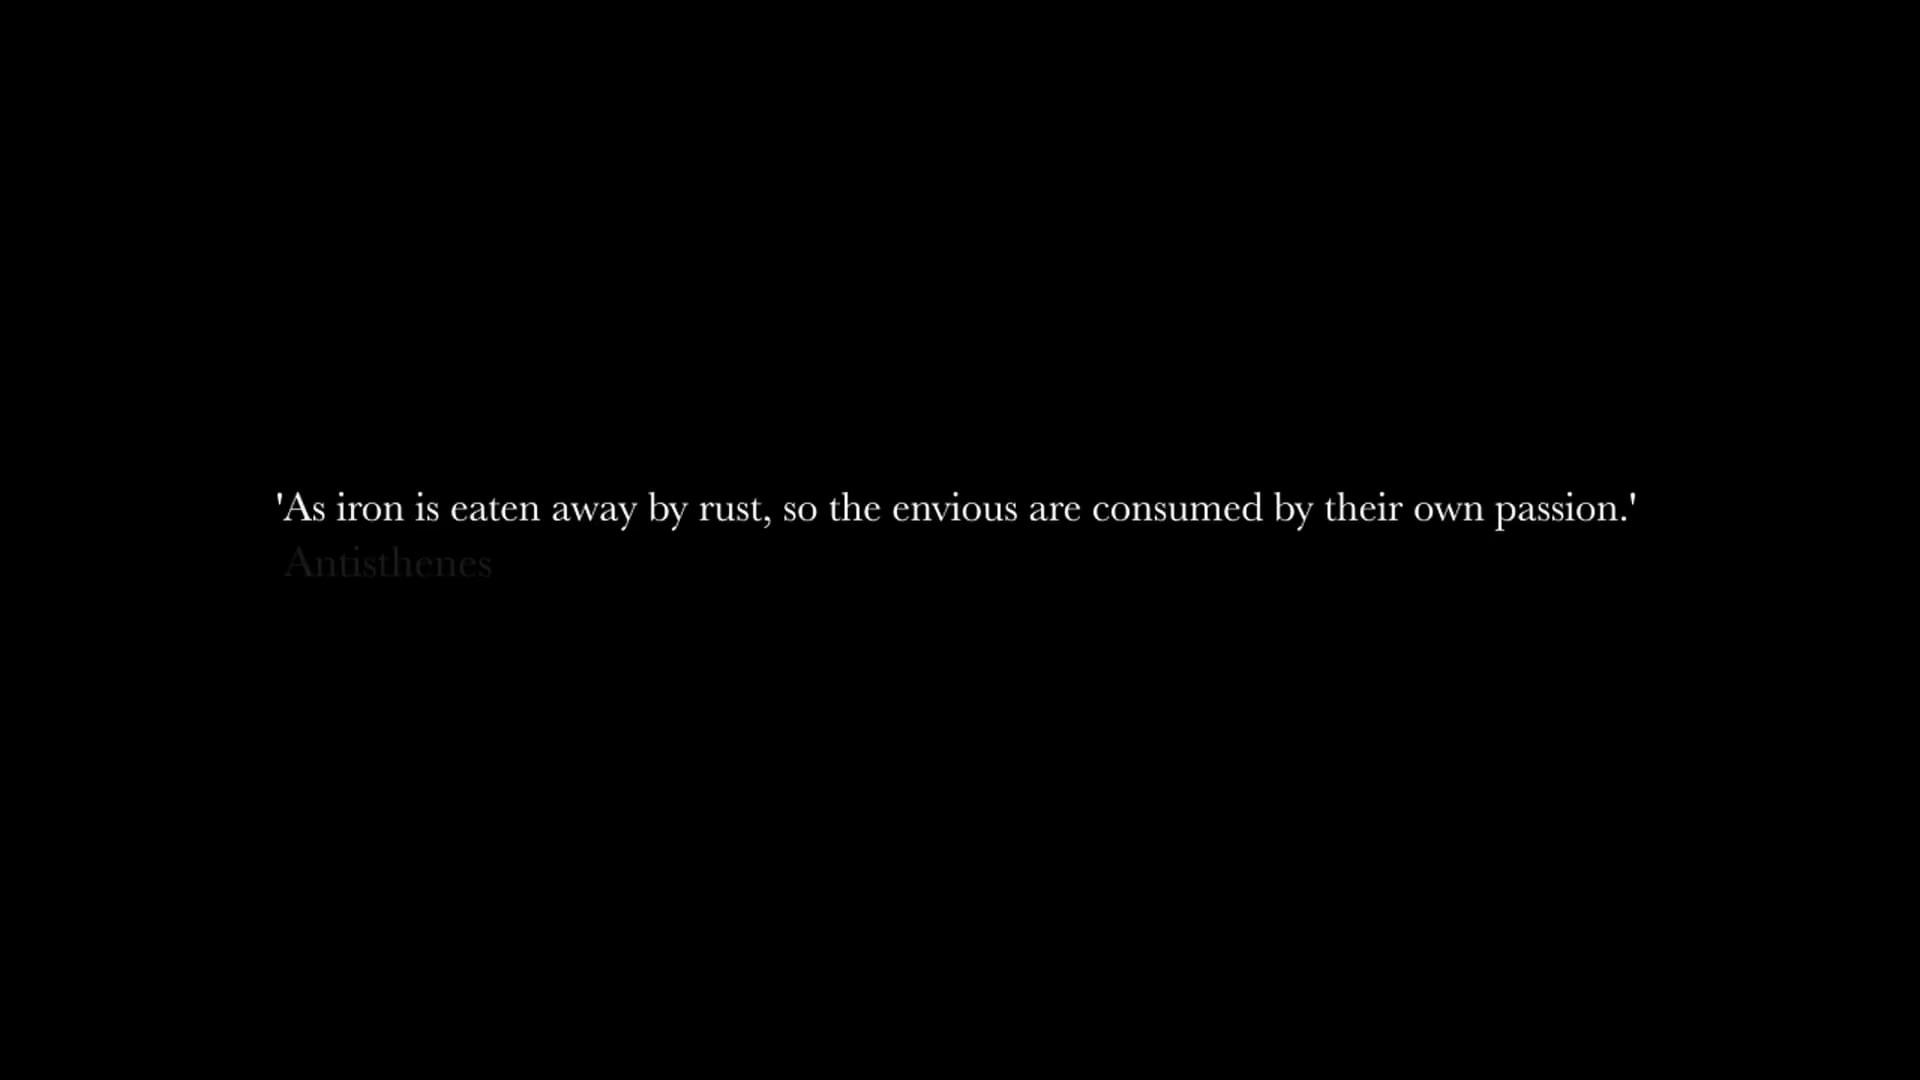 'As iron is eaten away by rust, so the envious are consumed by their own passion.'
Antisthenes